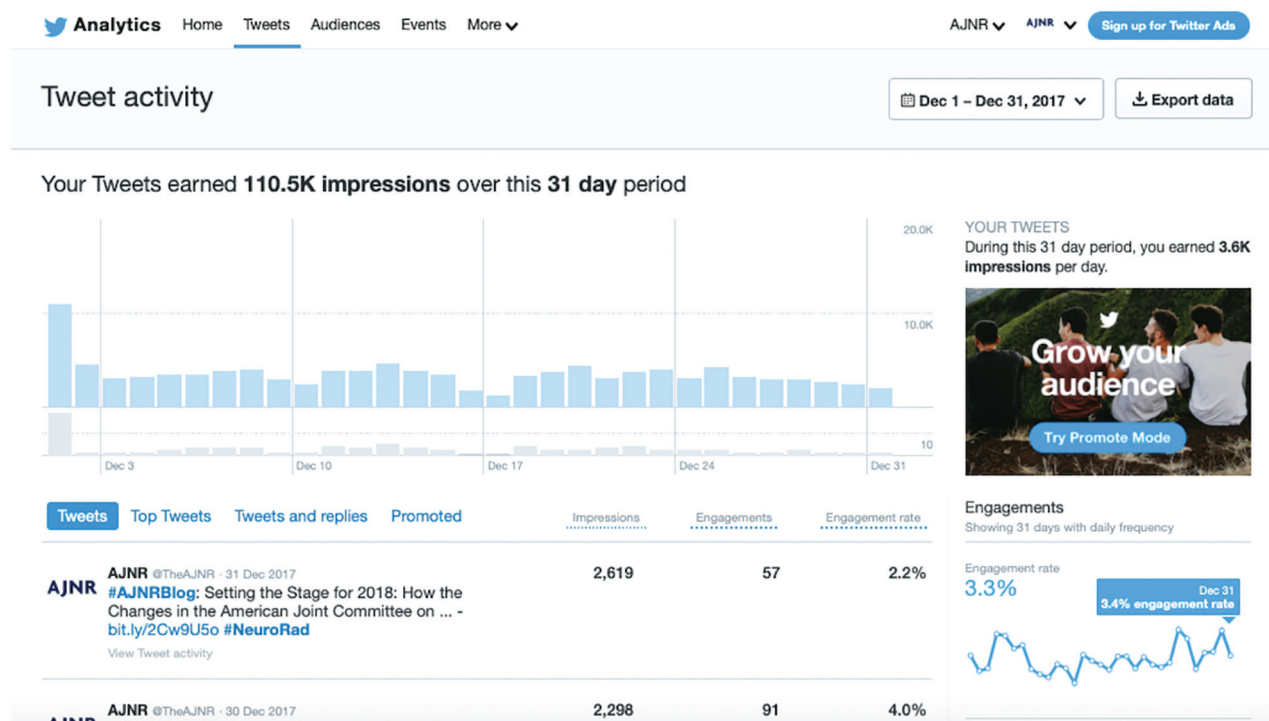 Analytics Home Tweets Audiences Events More AJNR AJNR Sign up for Twitter Ads
Tweet activity
Dec 1 – Dec 31, 2017 Export data
Your Tweets earned 110.5K impressions over this 31 day period
20.0K
10.0K
10
Dec 3 Dec 10 Dec 17 Dec 24 Dec 31
YOUR TWEETS
During this 31 day period, you earned 3.6K
impressions per day.
Grow your
audience
Try Promote Mode
Tweets Top Tweets Tweets and replies Promoted Impressions Engagements Engagement rate
AJNR
AJNR @TheAJNR · 31 Dec 2017 2,619 57 2.2%
#AJNRBlog: Setting the Stage for 2018: How the
Changes in the American Joint Committee on ... -
bit.ly/2Cw9U5o #NeuroRad
View Tweet activity
AJNR
AJNR @TheAJNR · 30 Dec 2017 2,298 91 4.0%
Engagements
Showing 31 days with daily frequency
Engagement rate
3.3%
Dec 31
3.4% engagement rate